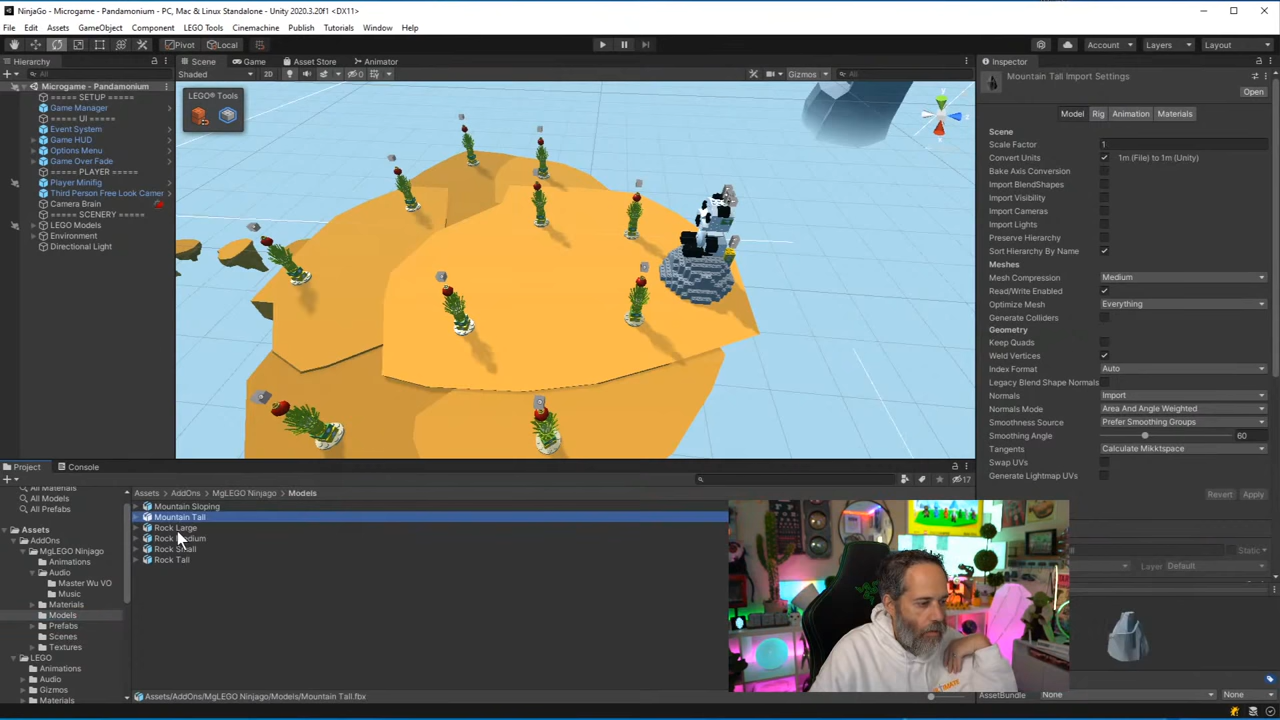 NinjaGo - Microgame - Pandamonium - PC, Mac & Linux Standalone - Unity 2020.3.20f1 <DX11>
File Edit Assets GameObject Component LEGO Tools Cinemachine Publish Tutorials Window Help
Pivot Local Account Layers Layout
Hierarchy
All
Microgame - Pandamonium
===== SETUP =====
Game Manager
===== UI =====
Event System
Game HUD
Options Menu
Game Over Fade
===== PLAYER =====
Player Minifig
Third Person Free Look Camer
Camera Brain
===== SCENERY =====
LEGO Models
Environment
Directional Light
Scene Game Asset Store Animator
Shaded 2D 0 Gizmos All
LEGO® Tools
Inspector
Mountain Tall Import Settings
Open
Model Rig Animation Materials
Scene
Scale Factor 1
Convert Units 1m (File) to 1m (Unity)
Bake Axis Conversion
Import BlendShapes
Import Visibility
Import Cameras
Import Lights
Preserve Hierarchy
Sort Hierarchy By Name
Meshes
Mesh Compression Medium
Read/Write Enabled
Optimize Mesh Everything
Generate Colliders
Geometry
Keep Quads
Weld Vertices
Index Format Auto
Legacy Blend Shape Normals
Normals Import
Normals Mode Area And Angle Weighted
Smoothness Source Prefer Smoothing Groups
Smoothing Angle 60
Tangents Calculate Mikktspace
Swap UVs
Generate Lightmap UVs
Revert Apply
Static
Layer Default
AssetBundle None None
Project Console
17
All Materials
All Models
All Prefabs
Assets
AddOns
MgLEGO Ninjago
Animations
Audio
Master Wu VO
Music
Materials
Models
Prefabs
Scenes
Textures
LEGO
Animations
Audio
Gizmos
Materials
Assets > AddOns > MgLEGO Ninjago > Models
Mountain Sloping
Mountain Tall
Rock Large
Rock Medium
Rock Small
Rock Tall
Assets/AddOns/MgLEGO Ninjago/Models/Mountain Tall.fbx